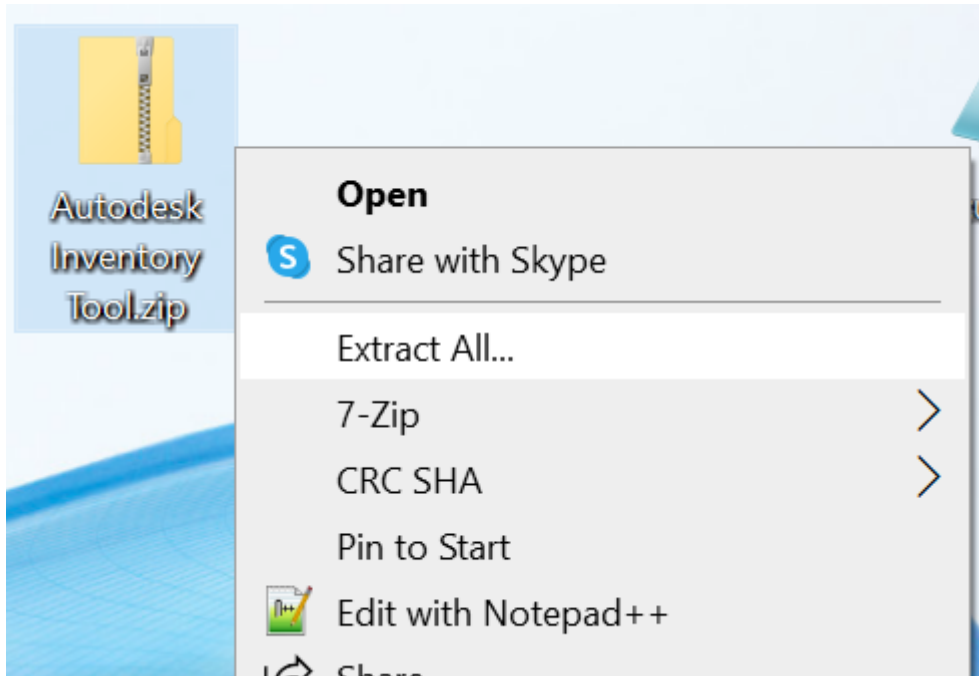 Autodesk
Inventory
Tool.zip
Open
Share with Skype
Extract All...
7-Zip
CRC SHA
Pin to Start
Edit with Notepad++
Share